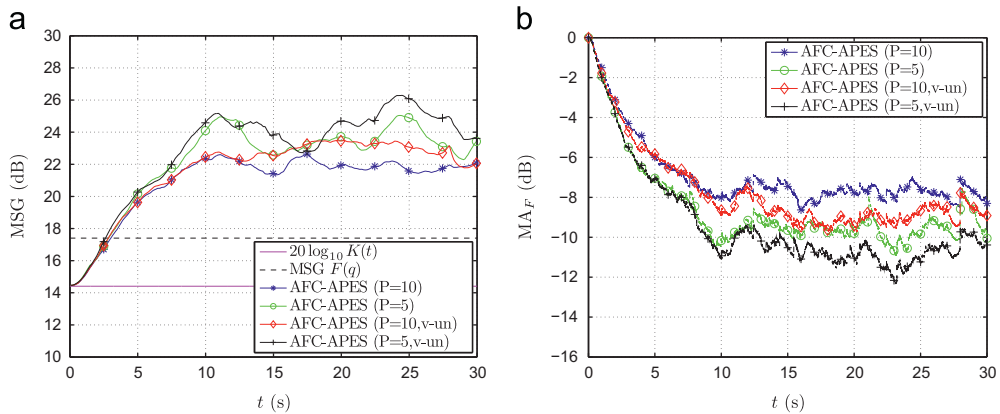 a
MSG (dB)
30
28
26
24
22
20
18
16
14
12
10
20 log₁₀ K(t)
MSG F(q)
AFC-APES (P=10)
AFC-APES (P=5)
AFC-APES (P=10,v-un)
AFC-APES (P=5,v-un)
0 5 10 15 20 25 30
t (s)
b
MA_F (dB)
0
−2
−4
−6
−8
−10
−12
−14
−16
AFC-APES (P=10)
AFC-APES (P=5)
AFC-APES (P=10,v-un)
AFC-APES (P=5,v-un)
0 5 10 15 20 25 30
t (s)